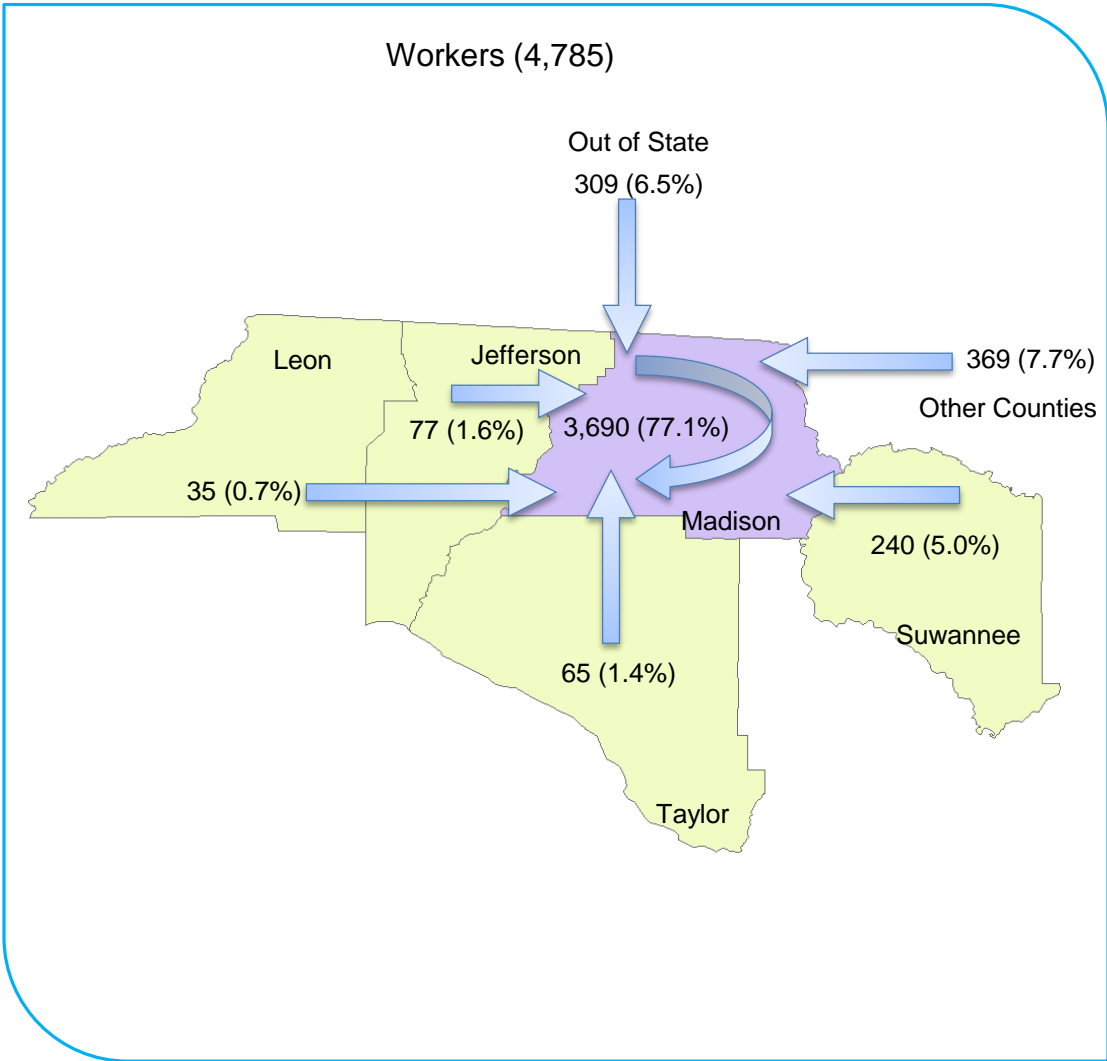 Workers (4,785)
Out of State
309 (6.5%)
Leon
Jefferson
369 (7.7%)
Other Counties
77 (1.6%)
3,690 (77.1%)
35 (0.7%)
Madison
240 (5.0%)
Suwannee
65 (1.4%)
Taylor